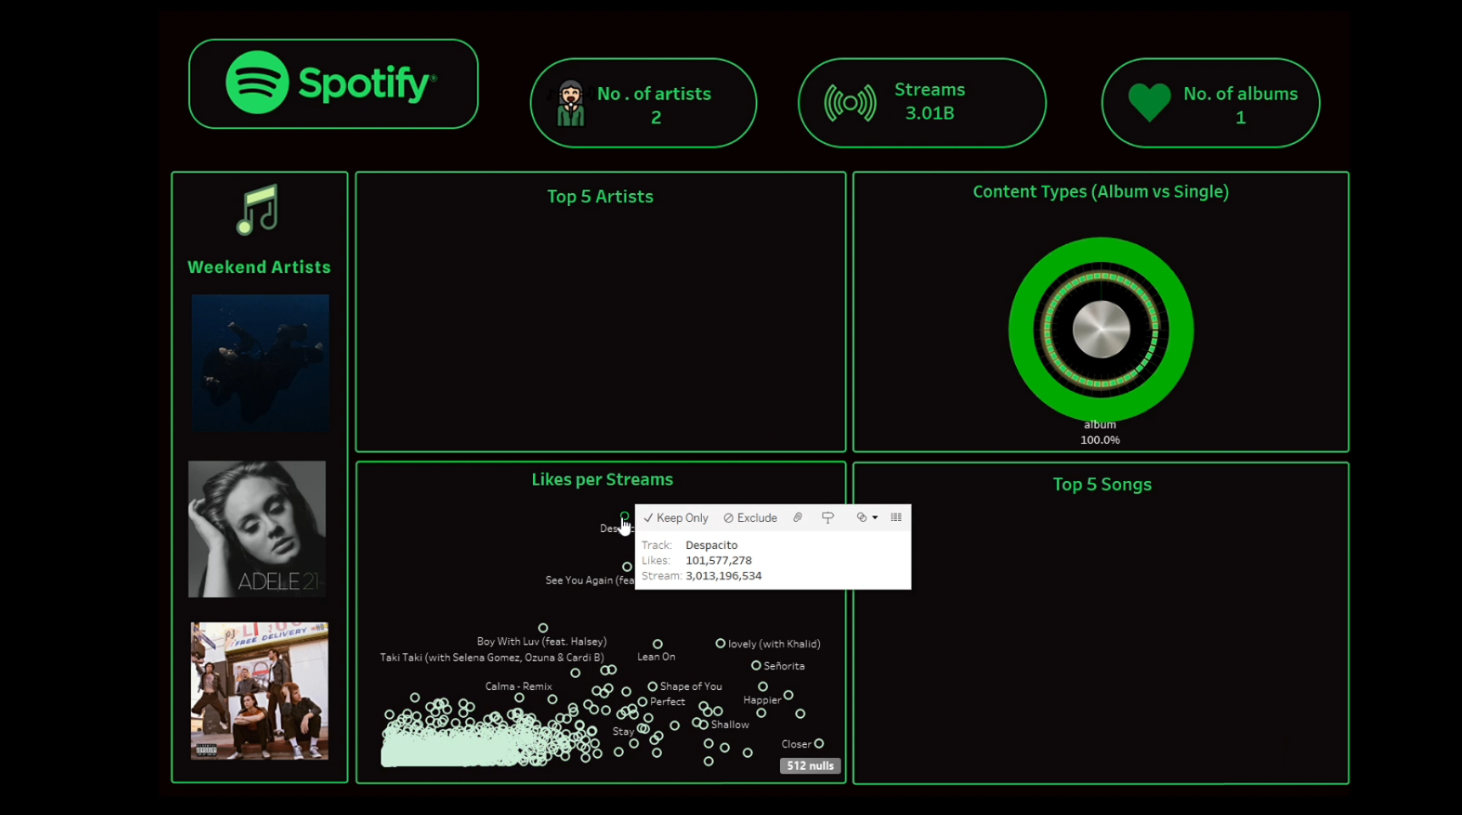 Spotify®
No . of artists
2
Streams
3.01B
No. of albums
1
Weekend Artists
ADELE 21
FREE DELIVERY
Top 5 Artists
Content Types (Album vs Single)
album
100.0%
Likes per Streams
Keep Only
Exclude
Track: Despacito
Likes: 101,577,278
Stream: 3,013,196,534
See You Again (fea
Boy With Luv (feat. Halsey)
Taki Taki (with Selena Gomez, Ozuna & Cardi B)
Lean On
lovely (with Khalid)
Señorita
Calma - Remix
Shape of You
Perfect
Happier
Stay
Shallow
Closer
512 nulls
Top 5 Songs